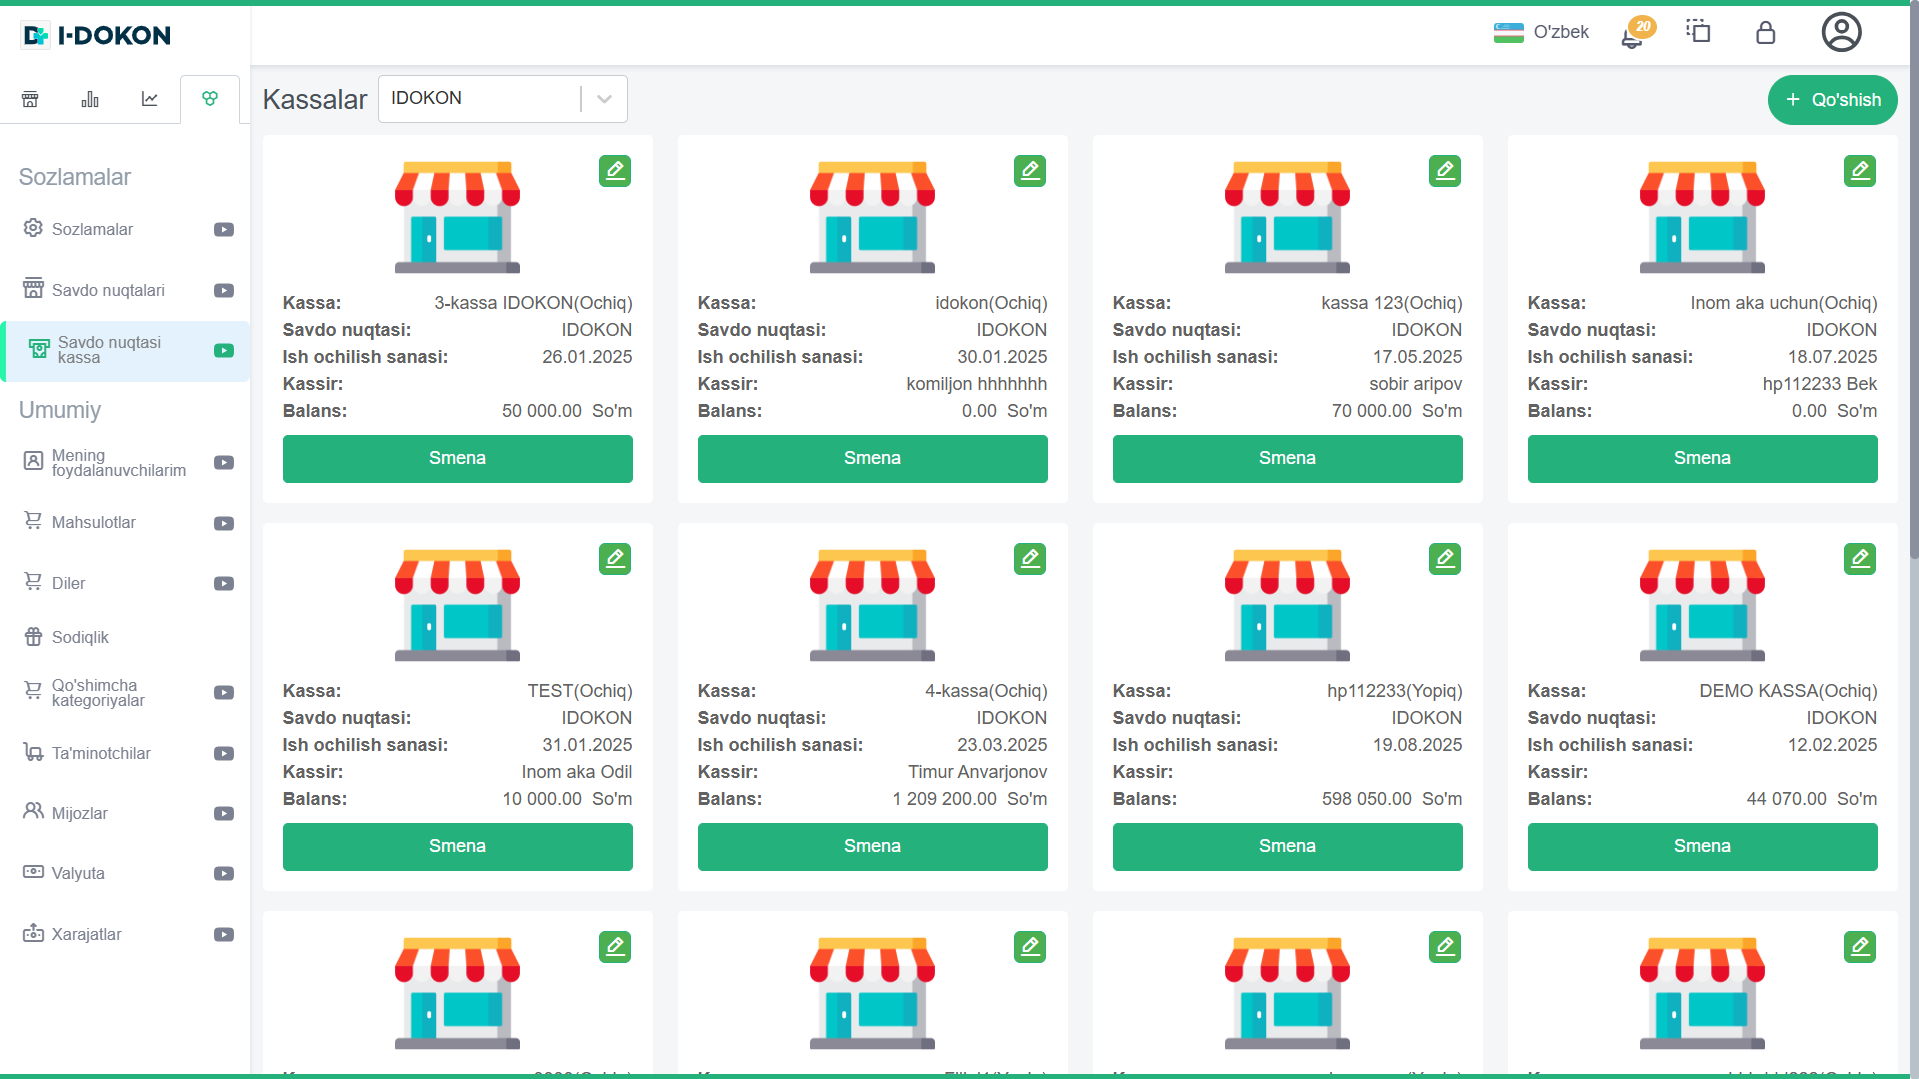 I-DOKON
O'zbek
20
Kassalar
IDOKON
+ Qo'shish
Sozlamalar
Sozlamalar
Savdo nuqtalari
Savdo nuqtasi
kassa
Umumiy
Mening
foydalanuvchilarim
Mahsulotlar
Diler
Sodiqlik
Qo'shimcha
kategoriyalar
Ta'minotchilar
Mijozlar
Valyuta
Xarajatlar
Kassa: 3-kassa IDOKON(Ochiq)
Savdo nuqtasi: IDOKON
Ish ochilish sanasi: 26.01.2025
Kassir:
Balans: 50 000.00 So'm
Smena
Kassa: idokon(Ochiq)
Savdo nuqtasi: IDOKON
Ish ochilish sanasi: 30.01.2025
Kassir: komiljon hhhhhhh
Balans: 0.00 So'm
Smena
Kassa: kassa 123(Ochiq)
Savdo nuqtasi: IDOKON
Ish ochilish sanasi: 17.05.2025
Kassir: sobir aripov
Balans: 70 000.00 So'm
Smena
Kassa: Inom aka uchun(Ochiq)
Savdo nuqtasi: IDOKON
Ish ochilish sanasi: 18.07.2025
Kassir: hp112233 Bek
Balans: 0.00 So'm
Smena
Kassa: TEST(Ochiq)
Savdo nuqtasi: IDOKON
Ish ochilish sanasi: 31.01.2025
Kassir: Inom aka Odil
Balans: 10 000.00 So'm
Smena
Kassa: 4-kassa(Ochiq)
Savdo nuqtasi: IDOKON
Ish ochilish sanasi: 23.03.2025
Kassir: Timur Anvarjonov
Balans: 1 209 200.00 So'm
Smena
Kassa: hp112233(Yopiq)
Savdo nuqtasi: IDOKON
Ish ochilish sanasi: 19.08.2025
Kassir:
Balans: 598 050.00 So'm
Smena
Kassa: DEMO KASSA(Ochiq)
Savdo nuqtasi: IDOKON
Ish ochilish sanasi: 12.02.2025
Kassir:
Balans: 44 070.00 So'm
Smena